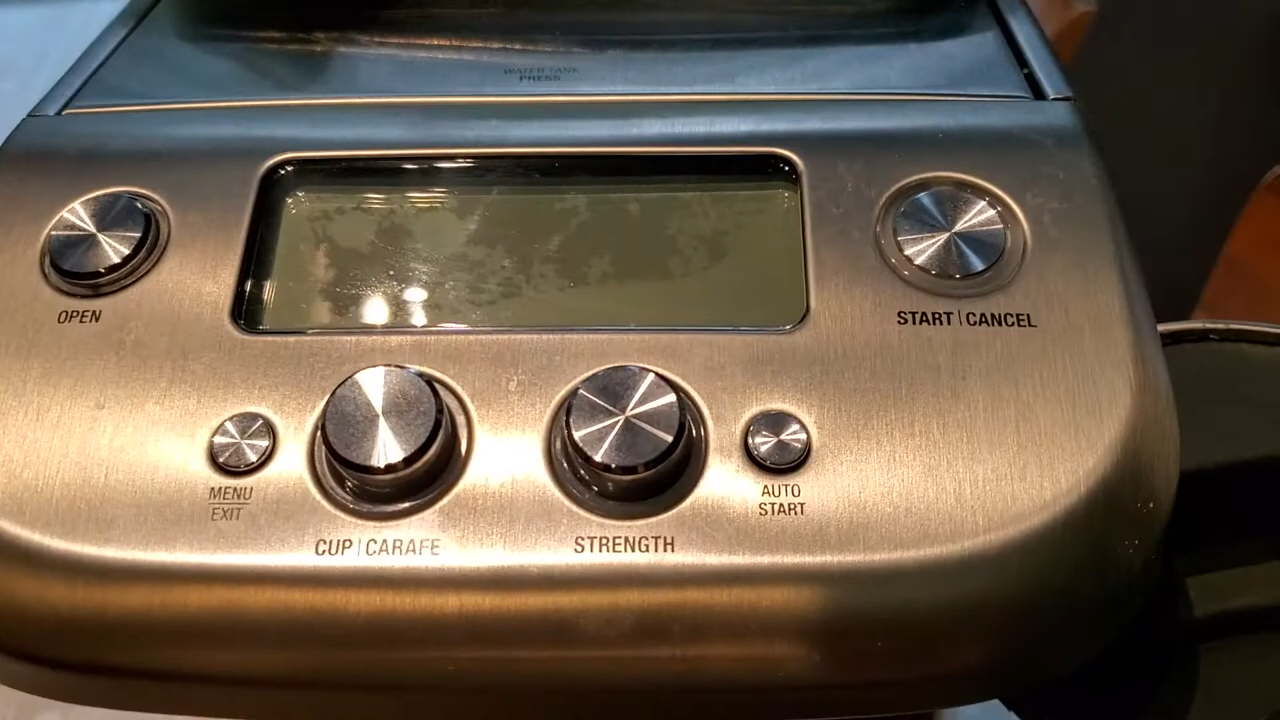 WATER TANK
PRESS
OPEN
START | CANCEL
MENU
EXIT
CUP | CARAFE
STRENGTH
AUTO
START